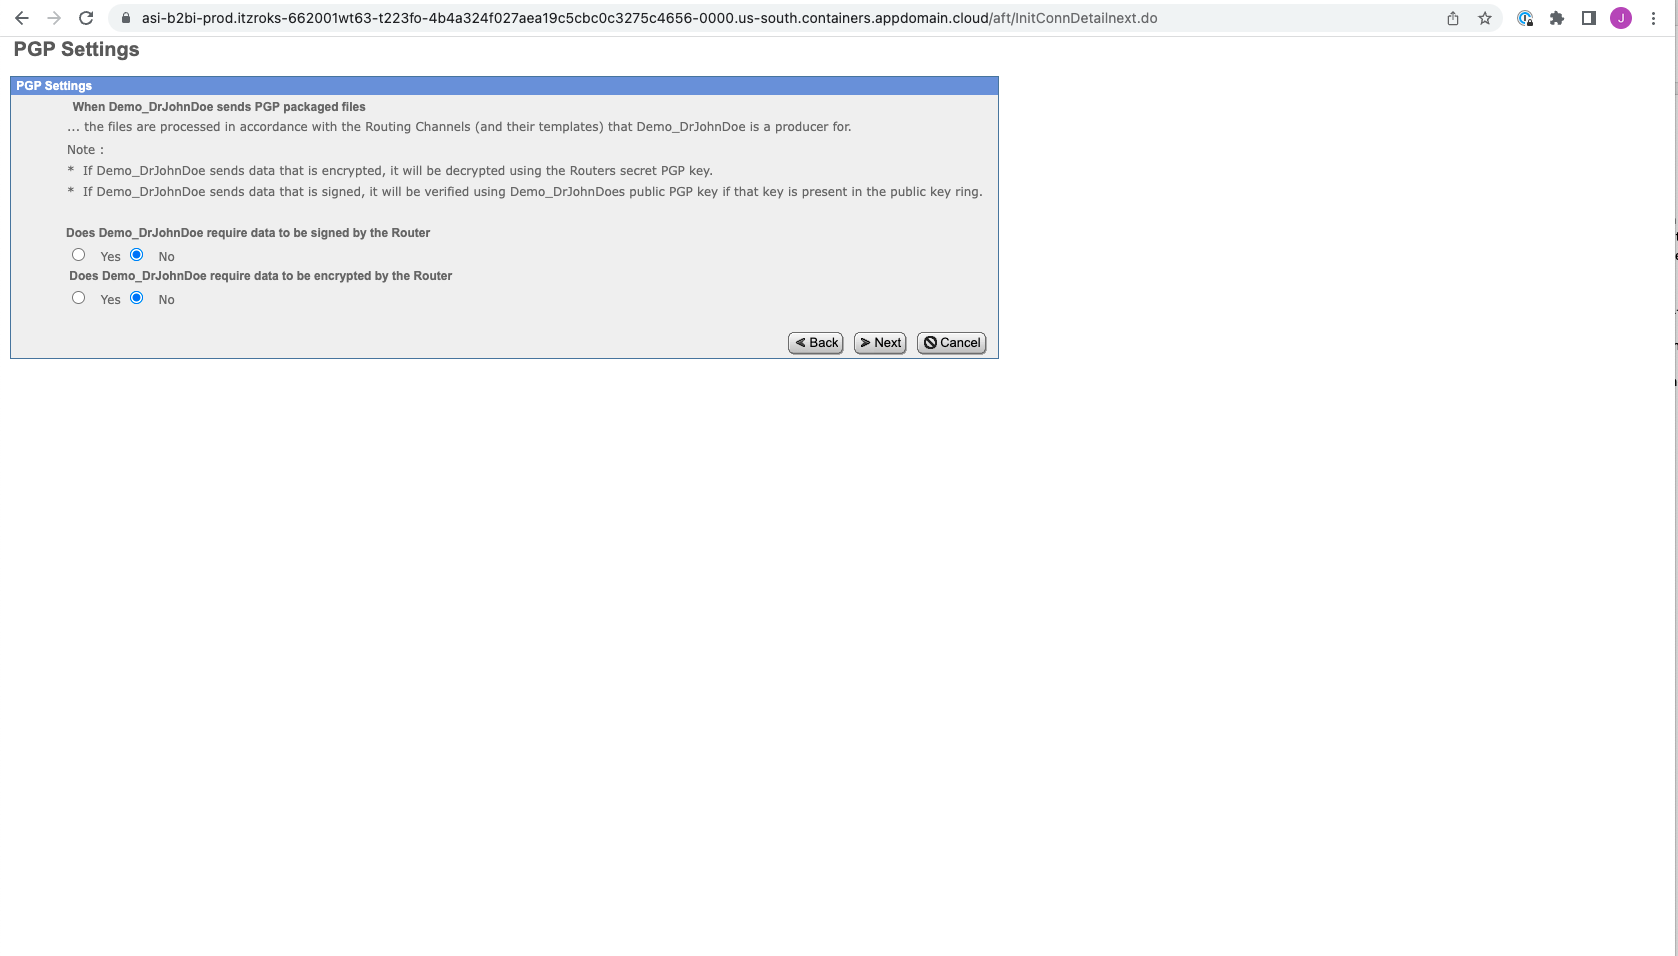 asi-b2bi-prod.itzroks-662001wt63-t223fo-4b4a324f027aea19c5cbc0c3275c4656-0000.us-south.containers.appdomain.cloud/aft/InitConnDetailnext.do
J
PGP Settings
PGP Settings
When Demo_DrJohnDoe sends PGP packaged files
... the files are processed in accordance with the Routing Channels (and their templates) that Demo_DrJohnDoe is a producer for.
Note :
* If Demo_DrJohnDoe sends data that is encrypted, it will be decrypted using the Routers secret PGP key.
* If Demo_DrJohnDoe sends data that is signed, it will be verified using Demo_DrJohnDoes public PGP key if that key is present in the public key ring.
Does Demo_DrJohnDoe require data to be signed by the Router
Yes No
Does Demo_DrJohnDoe require data to be encrypted by the Router
Yes No
Back Next Cancel